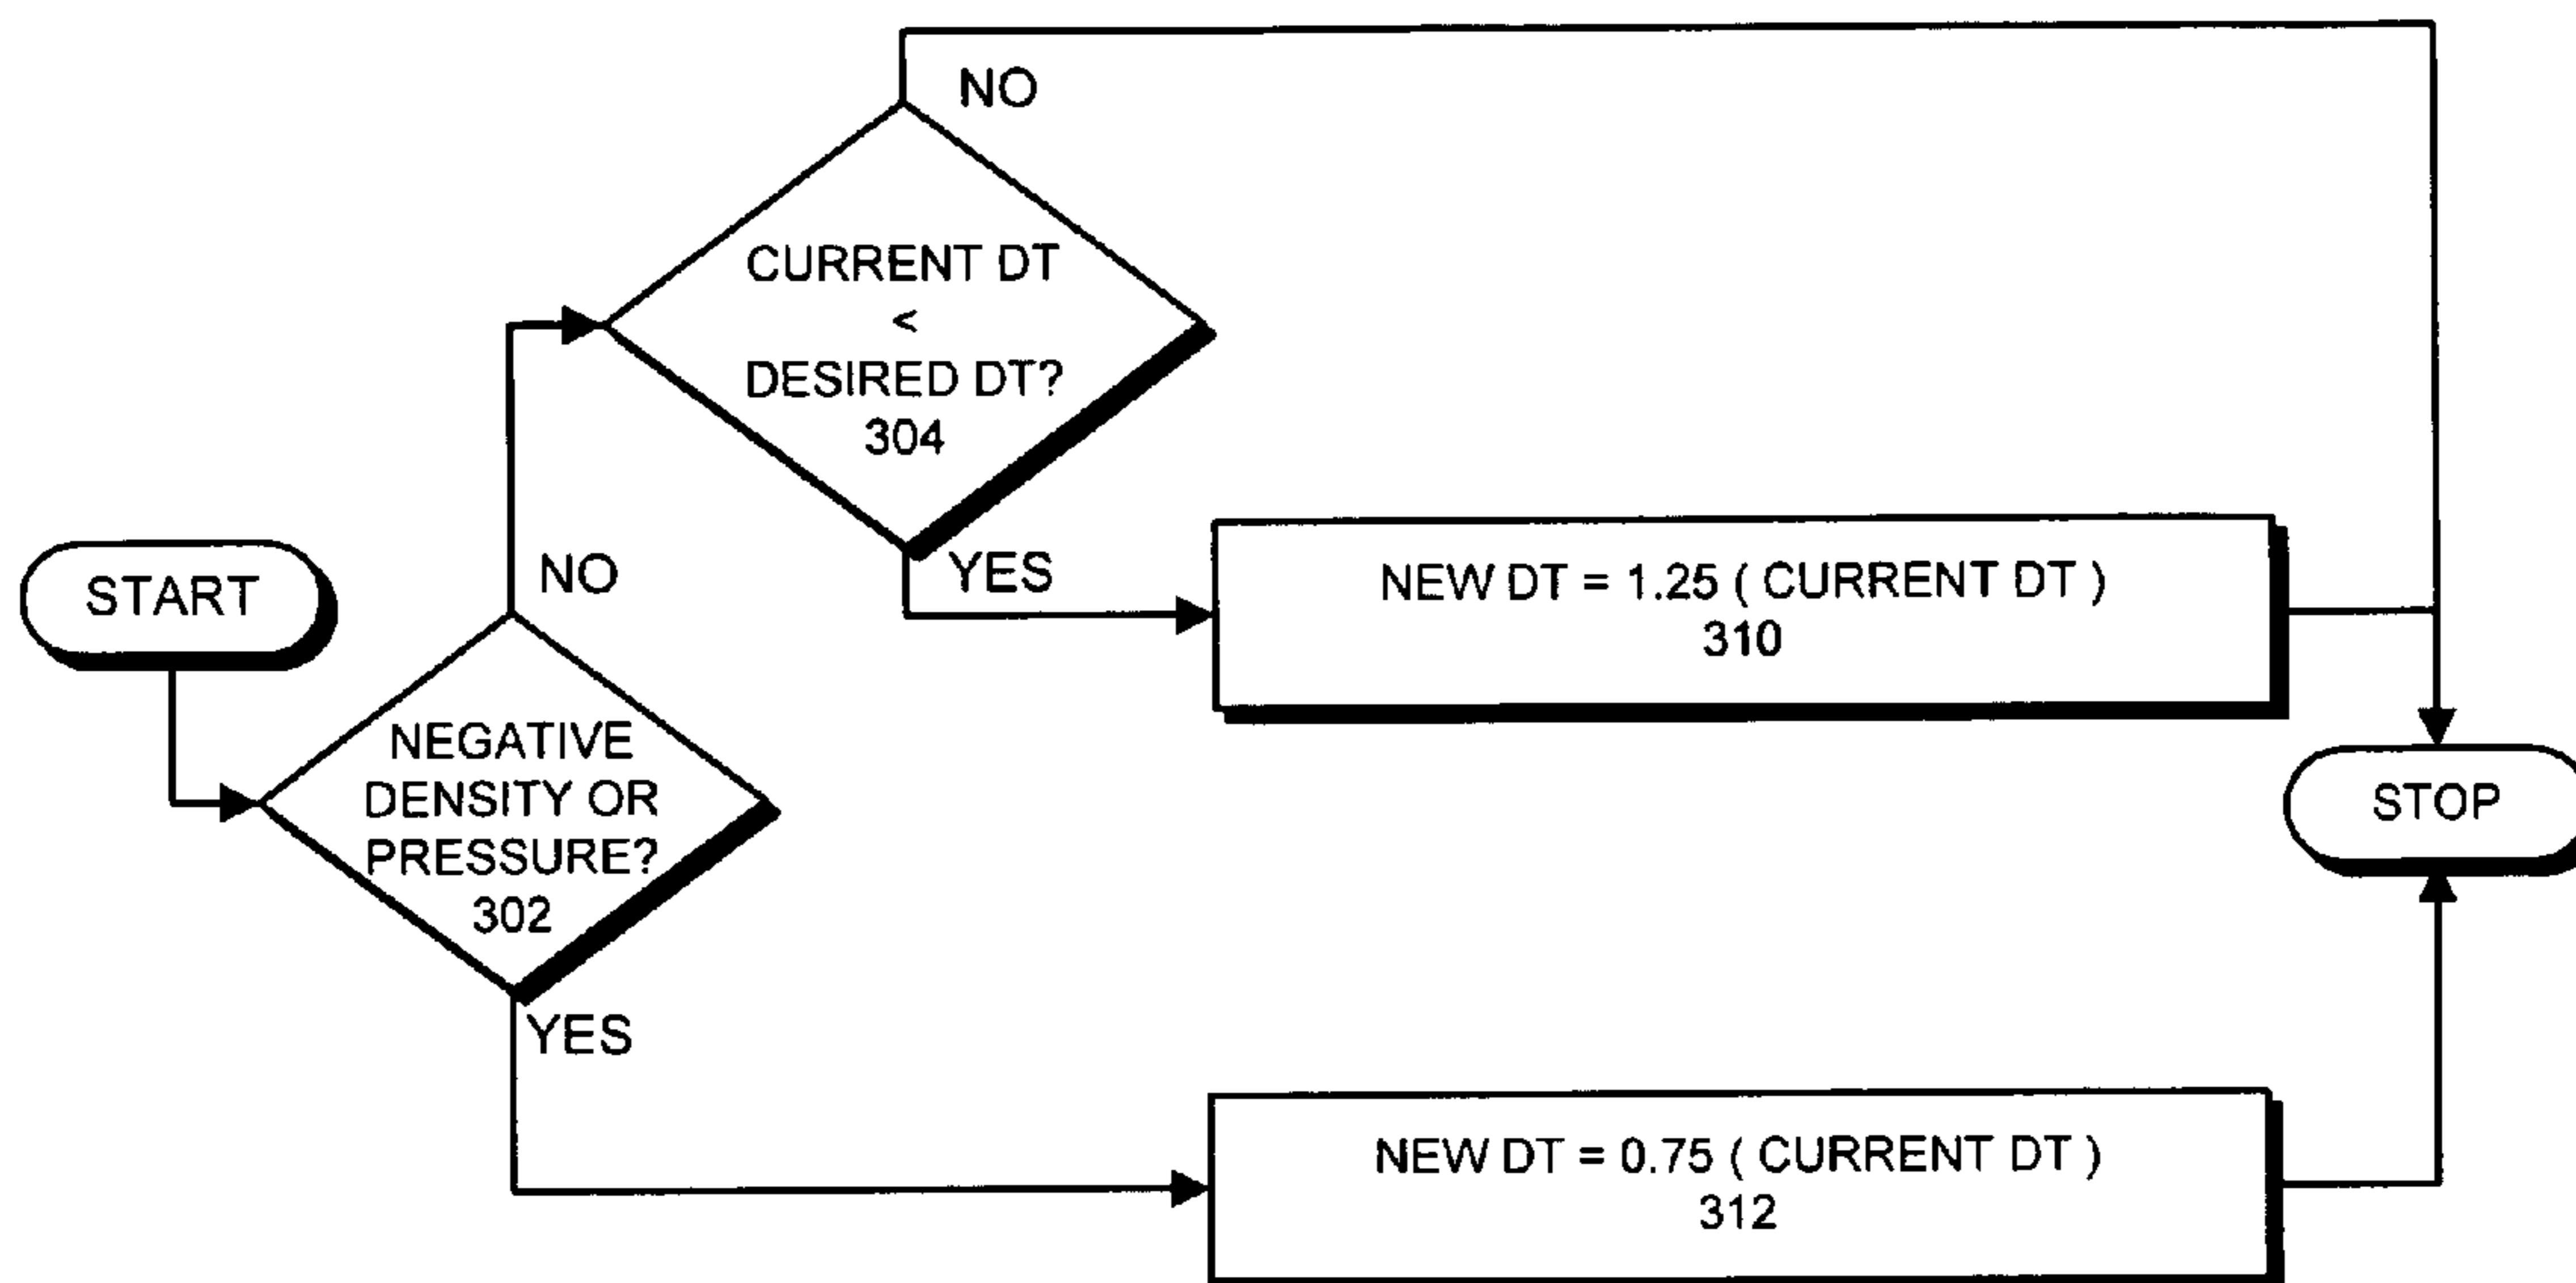 NO
CURRENT DT
<
DESIRED DT?
304
START
NO
YES
NEW DT = 1.25 ( CURRENT DT )
310
NEGATIVE
DENSITY OR
PRESSURE?
302
STOP
YES
NEW DT = 0.75 ( CURRENT DT )
312